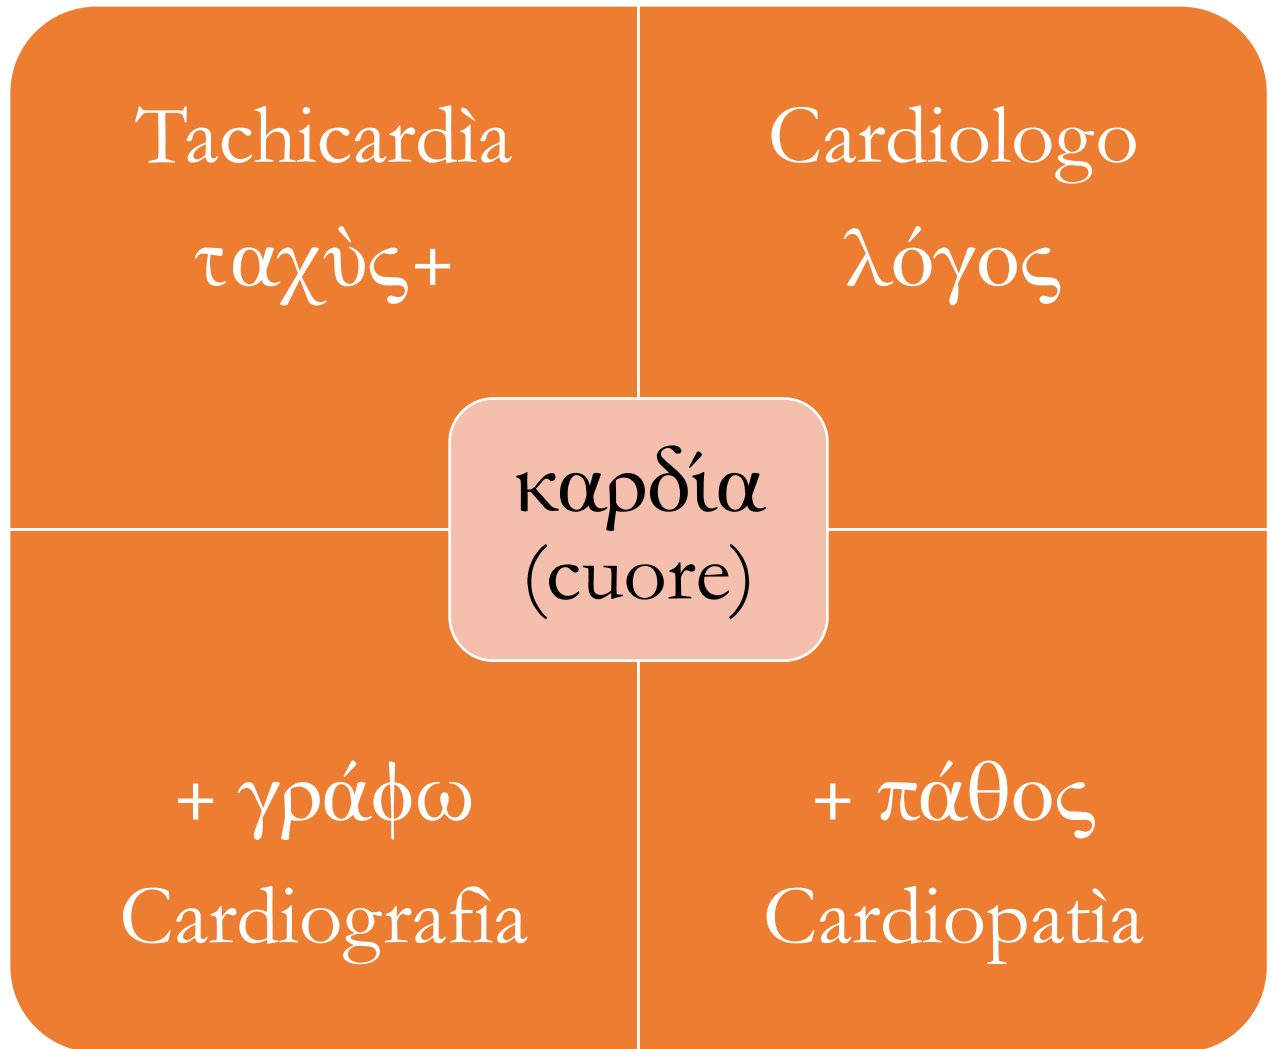 Tachicardìa
ταχὺς+
Cardiologo
λόγος
καρδία
(cuore)
+ γράφω
Cardiografìa
+ πάθος
Cardiopatìa